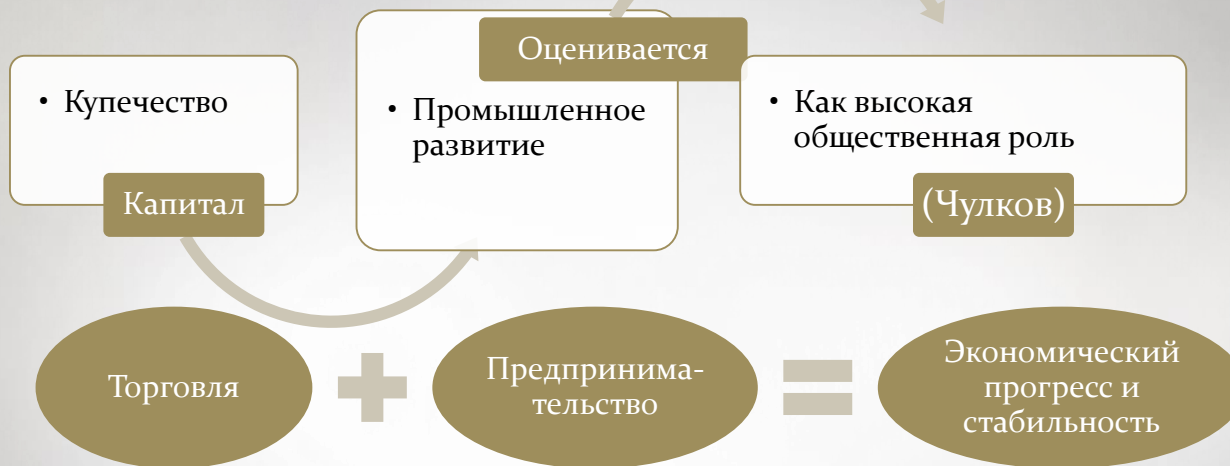 • Купечество
Капитал
Оценивается
• Промышленное
развитие
• Как высокая
общественная роль
(Чулков)
Торговля
Предпринима-
тельство
Экономический
прогресс и
стабильность